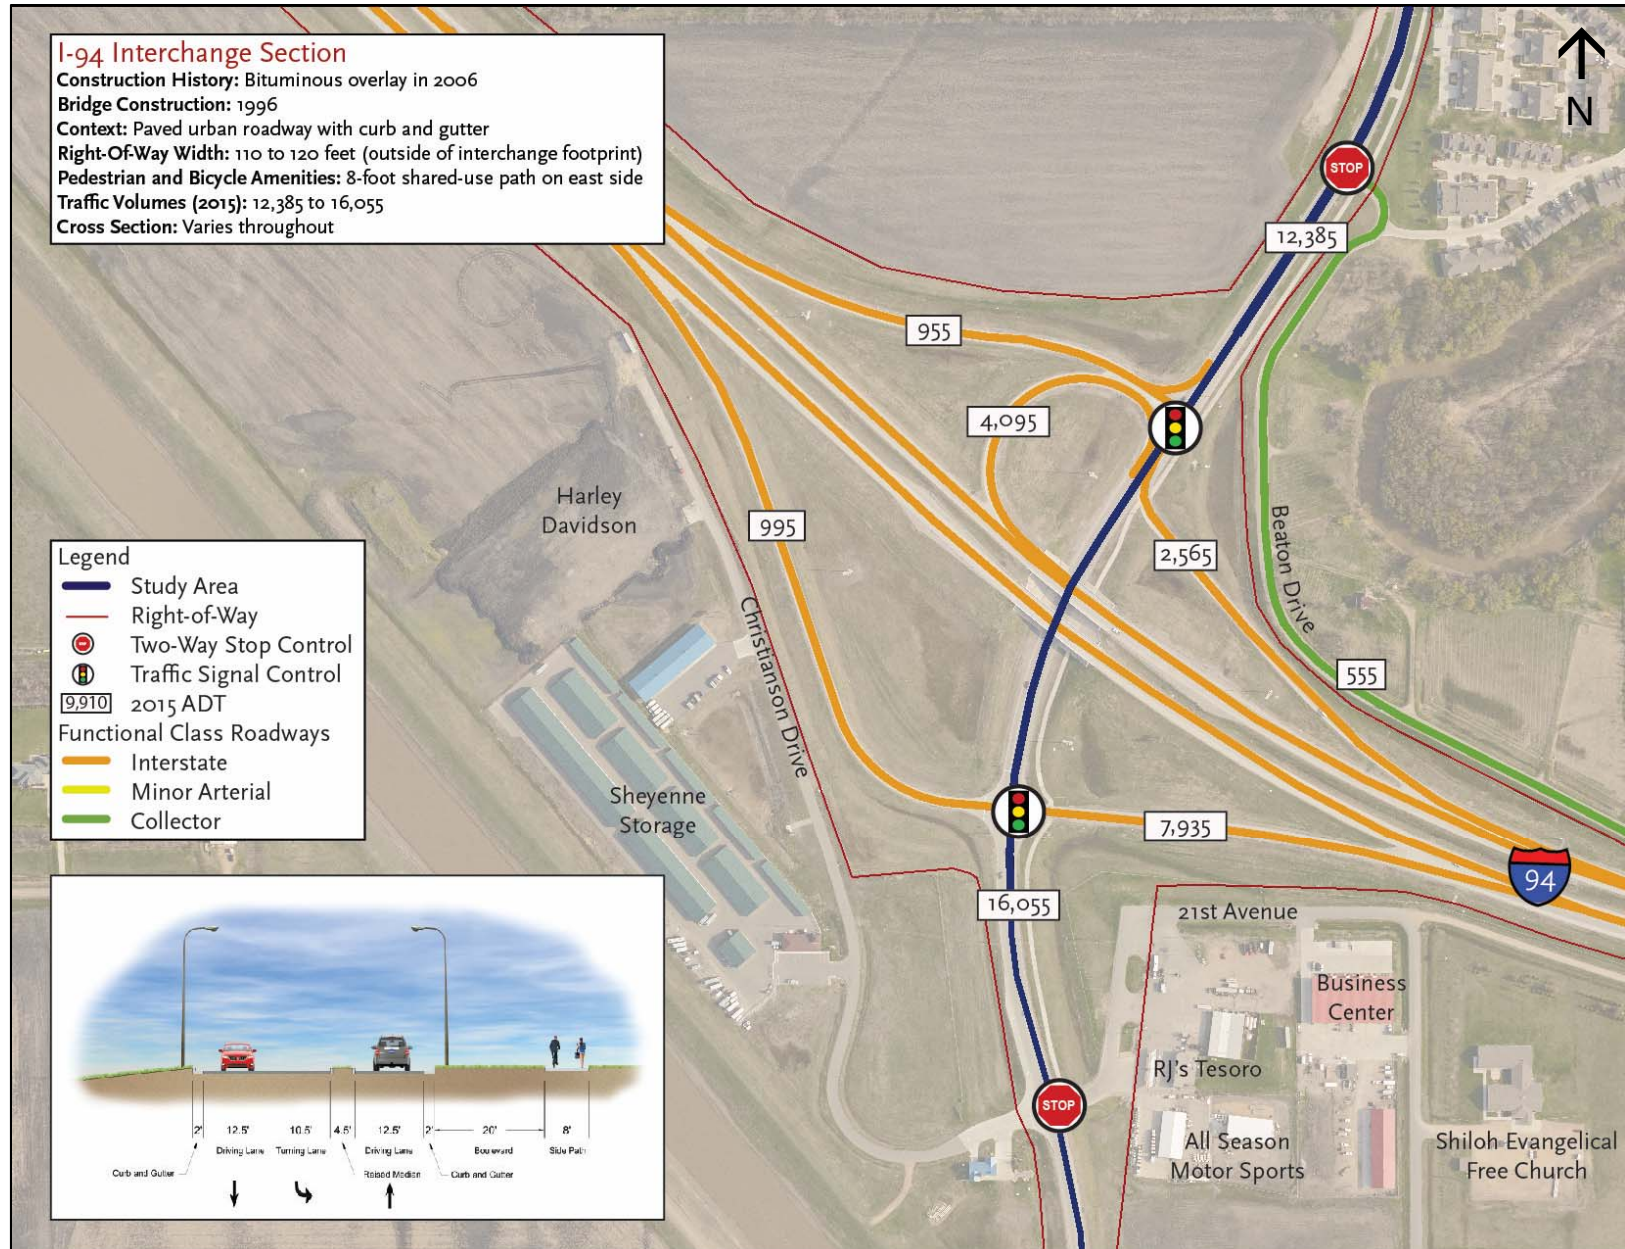 I-94 Interchange Section
Construction History: Bituminous overlay in 2006
Bridge Construction: 1996
Context: Paved urban roadway with curb and gutter
Right-Of-Way Width: 110 to 120 feet (outside of interchange footprint)
Pedestrian and Bicycle Amenities: 8-foot shared-use path on east side
Traffic Volumes (2015): 12,385 to 16,055
Cross Section: Varies throughout
N
STOP
12,385
955
4,095
Harley
Davidson
995
2,565
Beaton Drive
Christianson Drive
555
Sheyenne
Storage
7,935
94
16,055
21st Avenue
Business
Center
RJ's Tesoro
STOP
All Season
Motor Sports
Shiloh Evangelical
Free Church
Legend
Study Area
Right-of-Way
Two-Way Stop Control
Traffic Signal Control
9,910 2015 ADT
Functional Class Roadways
Interstate
Minor Arterial
Collector
2' 12.5' 10.5' 4.5' 12.5' 2' 20' 8'
Driving Lane Turning Lane Driving Lane Boulevard Side Path
Curb and Gutter Raised Median Curb and Gutter